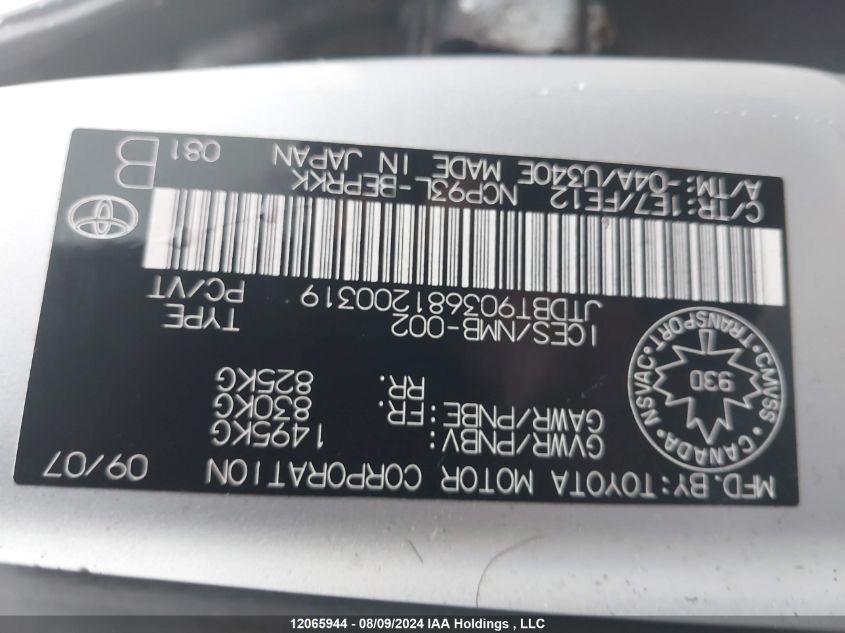 MFD. BY: TOYOTA MOTOR CORPORATION 09/07
GVWR/PNBV: 1495KG
GAWR/PNBE: FR. 830KG
RR. 825KG
CMVSS • TRANSPORT • NSVAC • CANADA •
93D
ICES/NMB-002 TYPE
JTDBT903681200319 PC/VT
C/TR: 1E7/FE12 NCP93L-BEPRKK
A/TM: -04A/U340E MADE IN JAPAN 081 B
12065944 - 08/09/2024 IAA Holdings , LLC